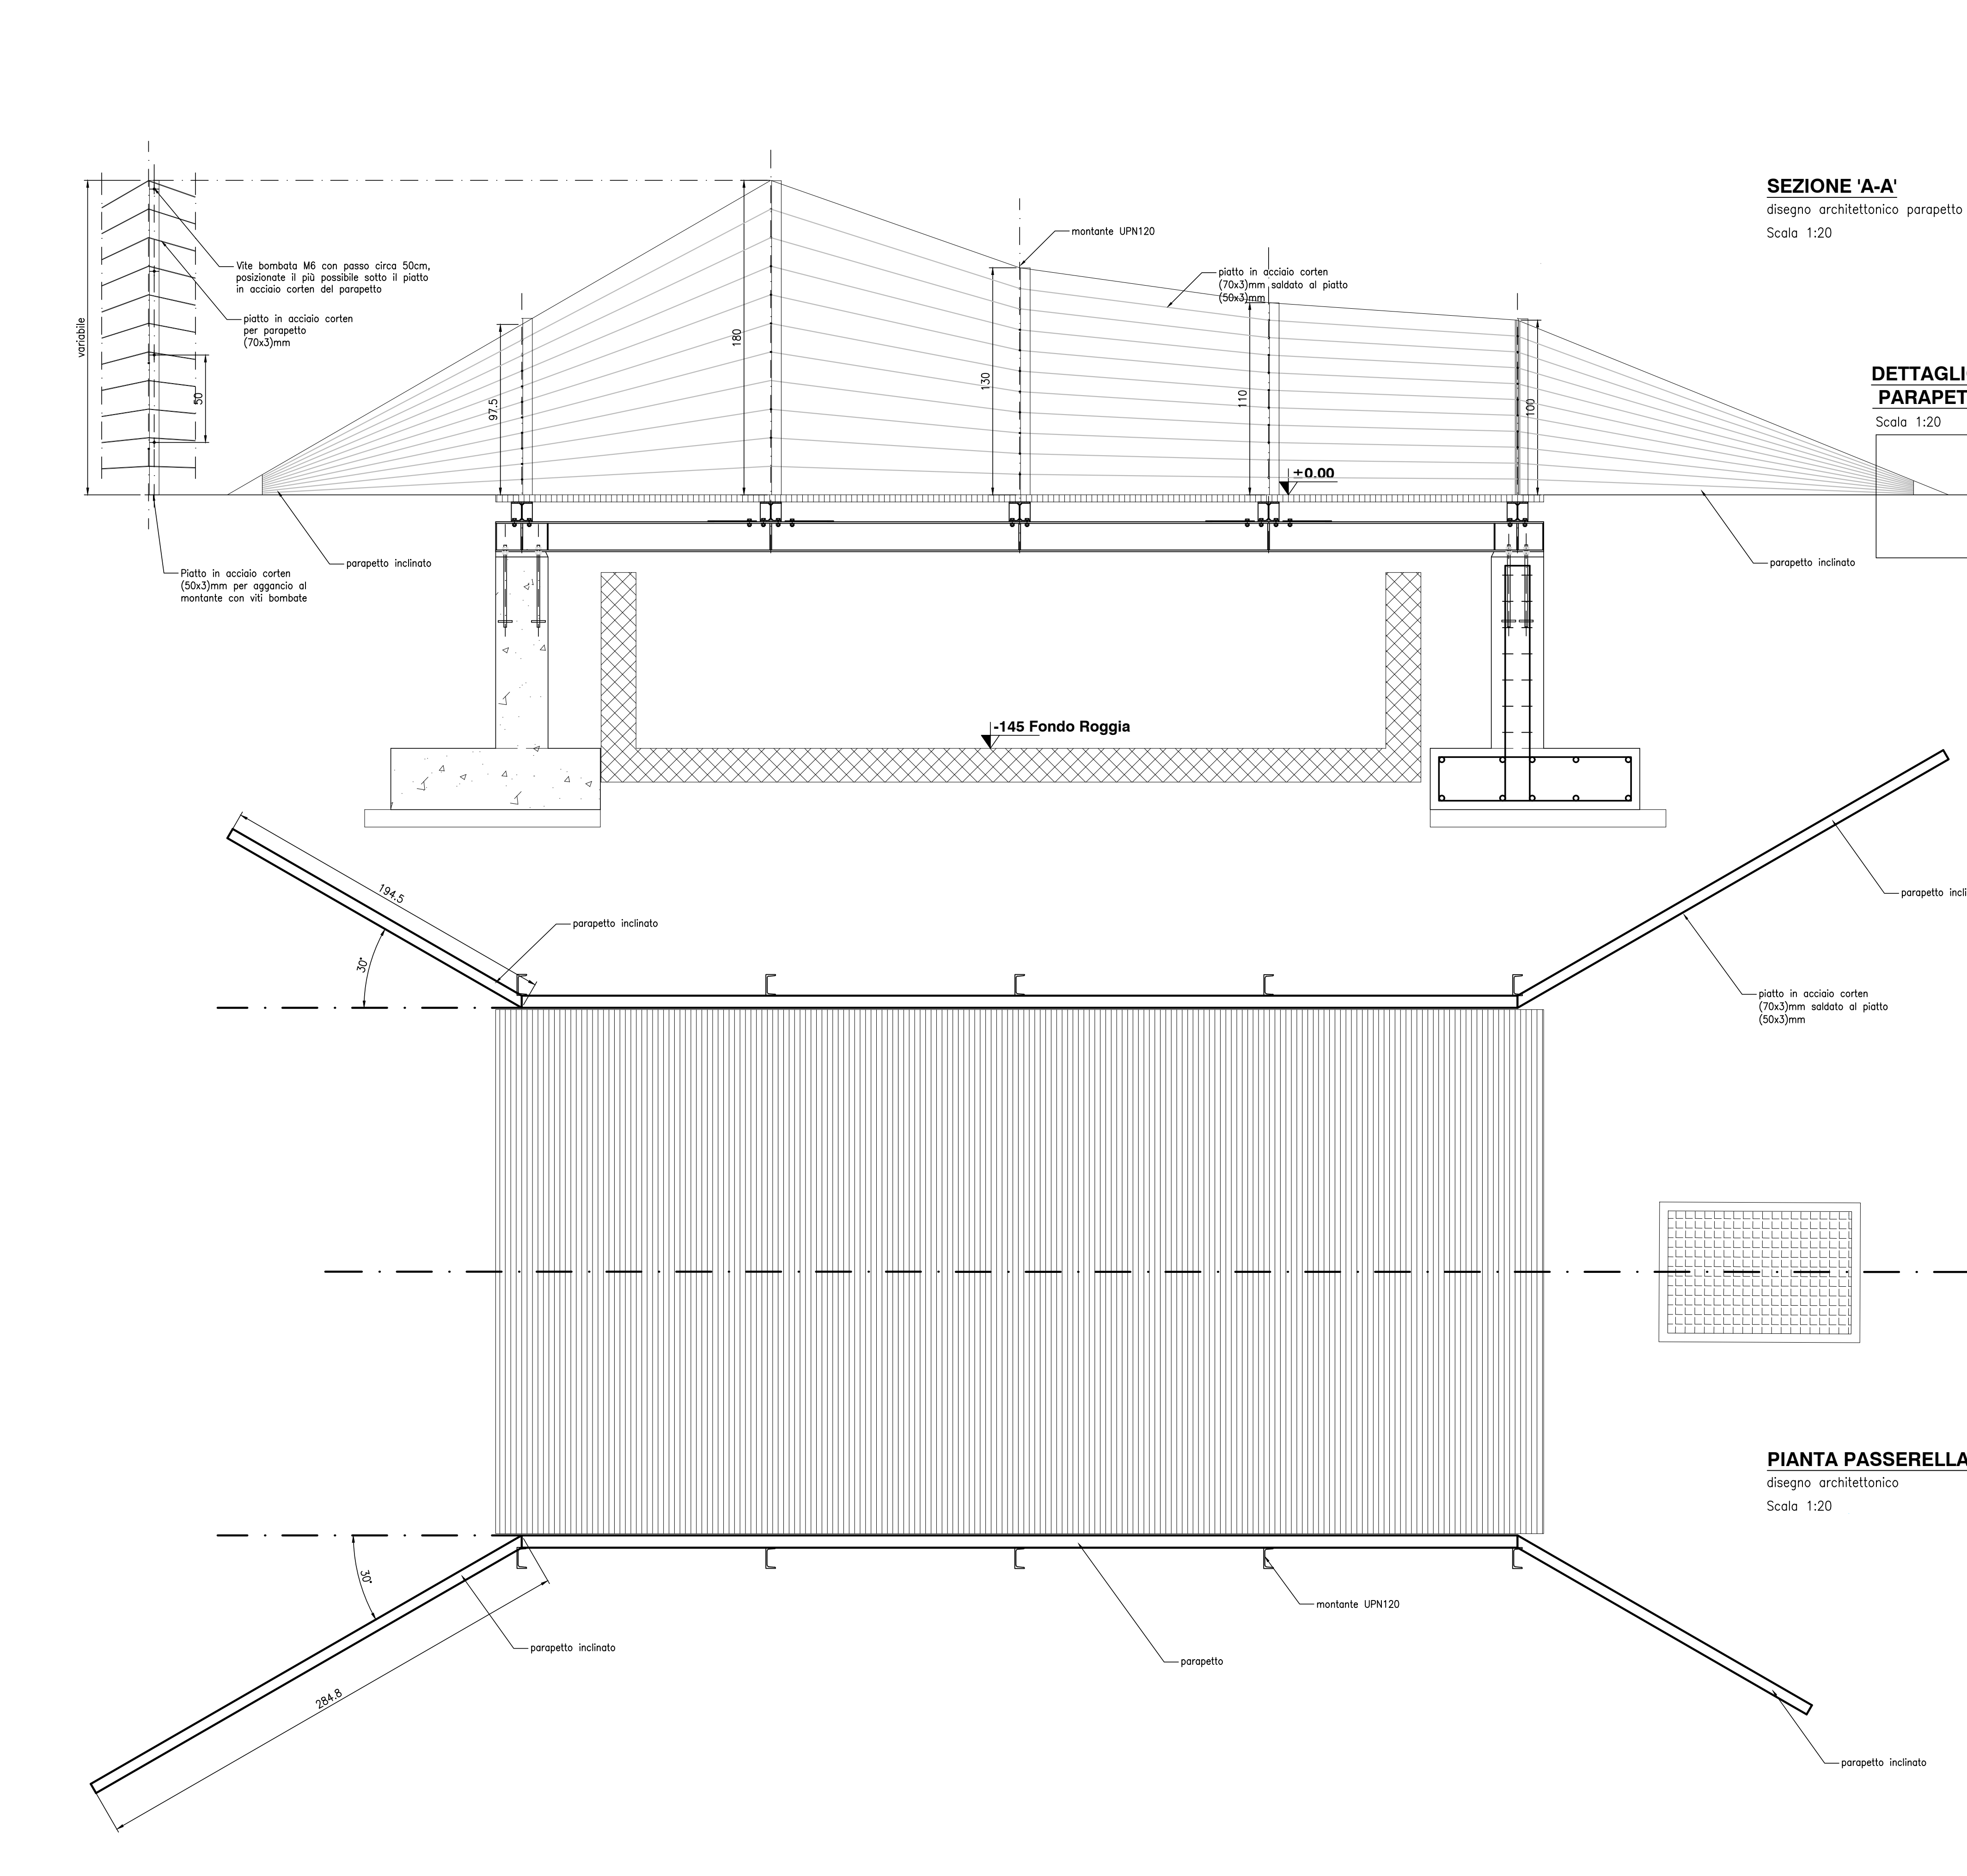 SEZIONE 'A-A'
disegno architettonico parapetto
Scala 1:20
montante UPN120
Vite bombata M6 con passo circa 50cm,
posizionate il più possibile sotto il piatto
in acciaio corten del parapetto
piatto in acciaio corten
(70x3)mm saldato al piatto
(50x3)mm
piatto in acciaio corten
per parapetto
(70x3)mm
variabile
50
97.5
180
130
110
100
±0.00
DETTAGLI
PARAPET
Scala 1:20
parapetto inclinato
parapetto inclinato
Piatto in acciaio corten
(50x3)mm per aggancio al
montante con viti bombate
-145 Fondo Roggia
194.5
30°
parapetto inclinato
parapetto incli
piatto in acciaio corten
(70x3)mm saldato al piatto
(50x3)mm
PIANTA PASSERELLA
disegno architettonico
Scala 1:20
30°
284.8
parapetto inclinato
montante UPN120
parapetto
parapetto inclinato